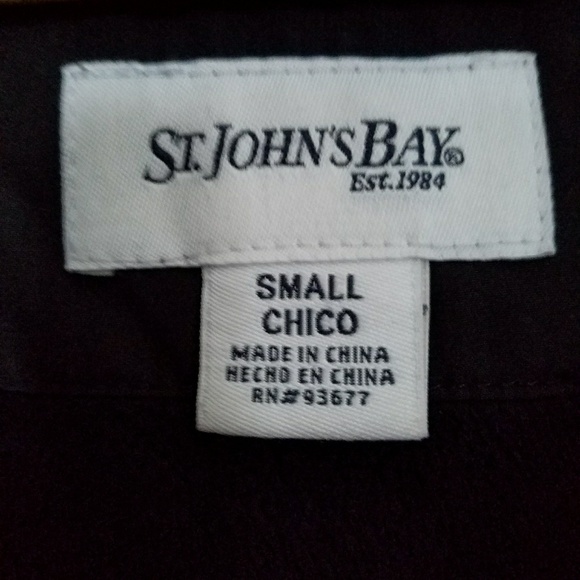 ST. JOHN'S BAY®
Est. 1984
SMALL
CHICO
MADE IN CHINA
HECHO EN CHINA
RN#93677